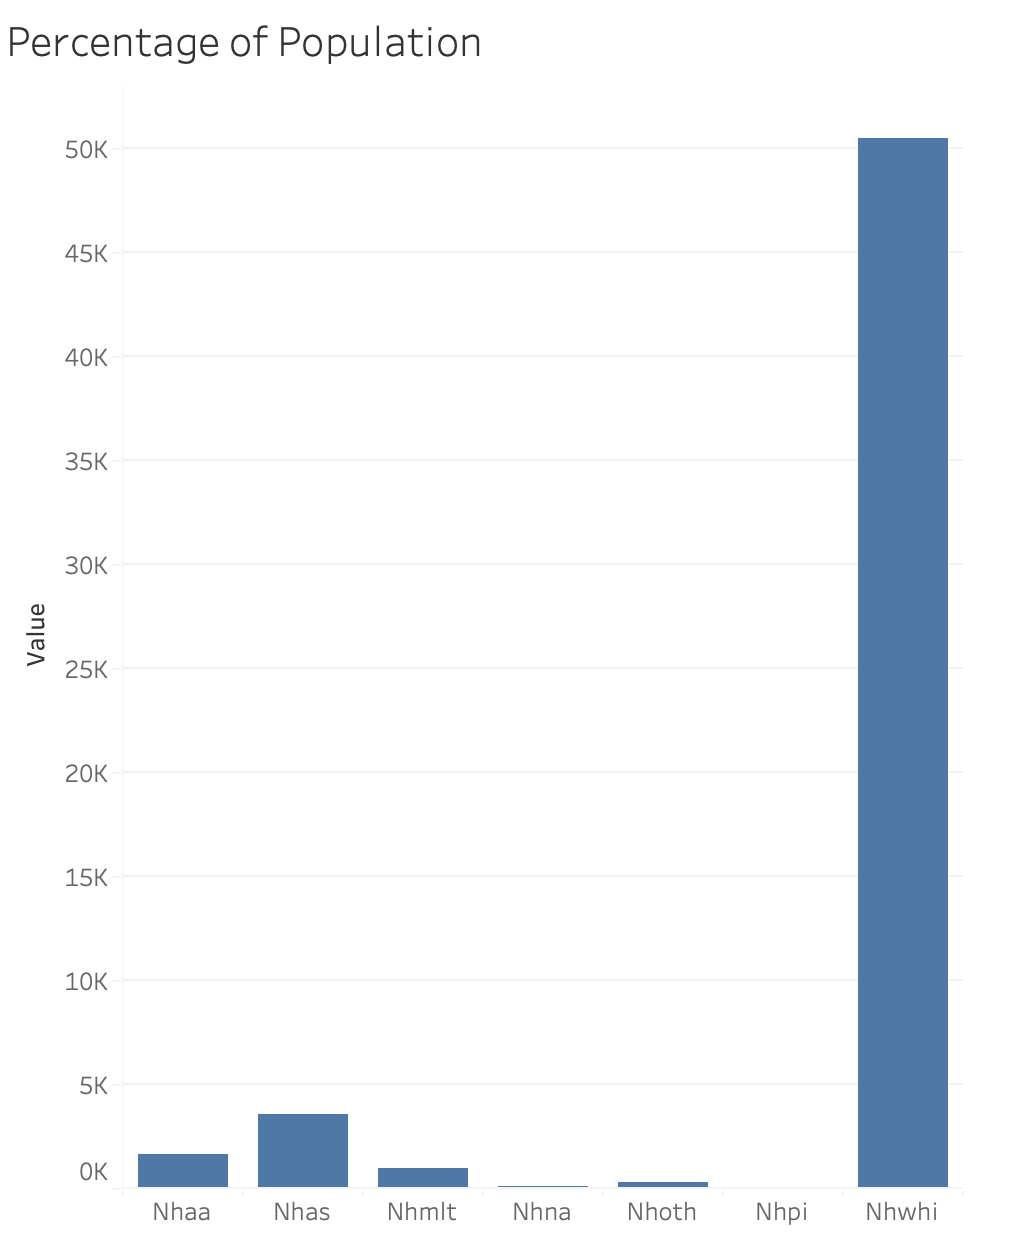 Percentage of Population
50K
45K
40K
35K
30K
25K
20K
15K
10K
5K
0K
Value
Nhaa Nhas Nhmlt Nhna Nhoth Nhpi Nhwhi